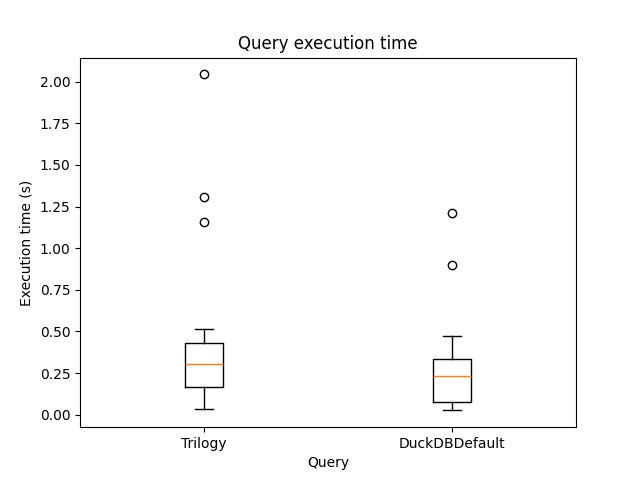 Query execution time
2.00
1.75
1.50
1.25
1.00
0.75
0.50
0.25
0.00
Execution time (s)
Trilogy
DuckDBDefault
Query